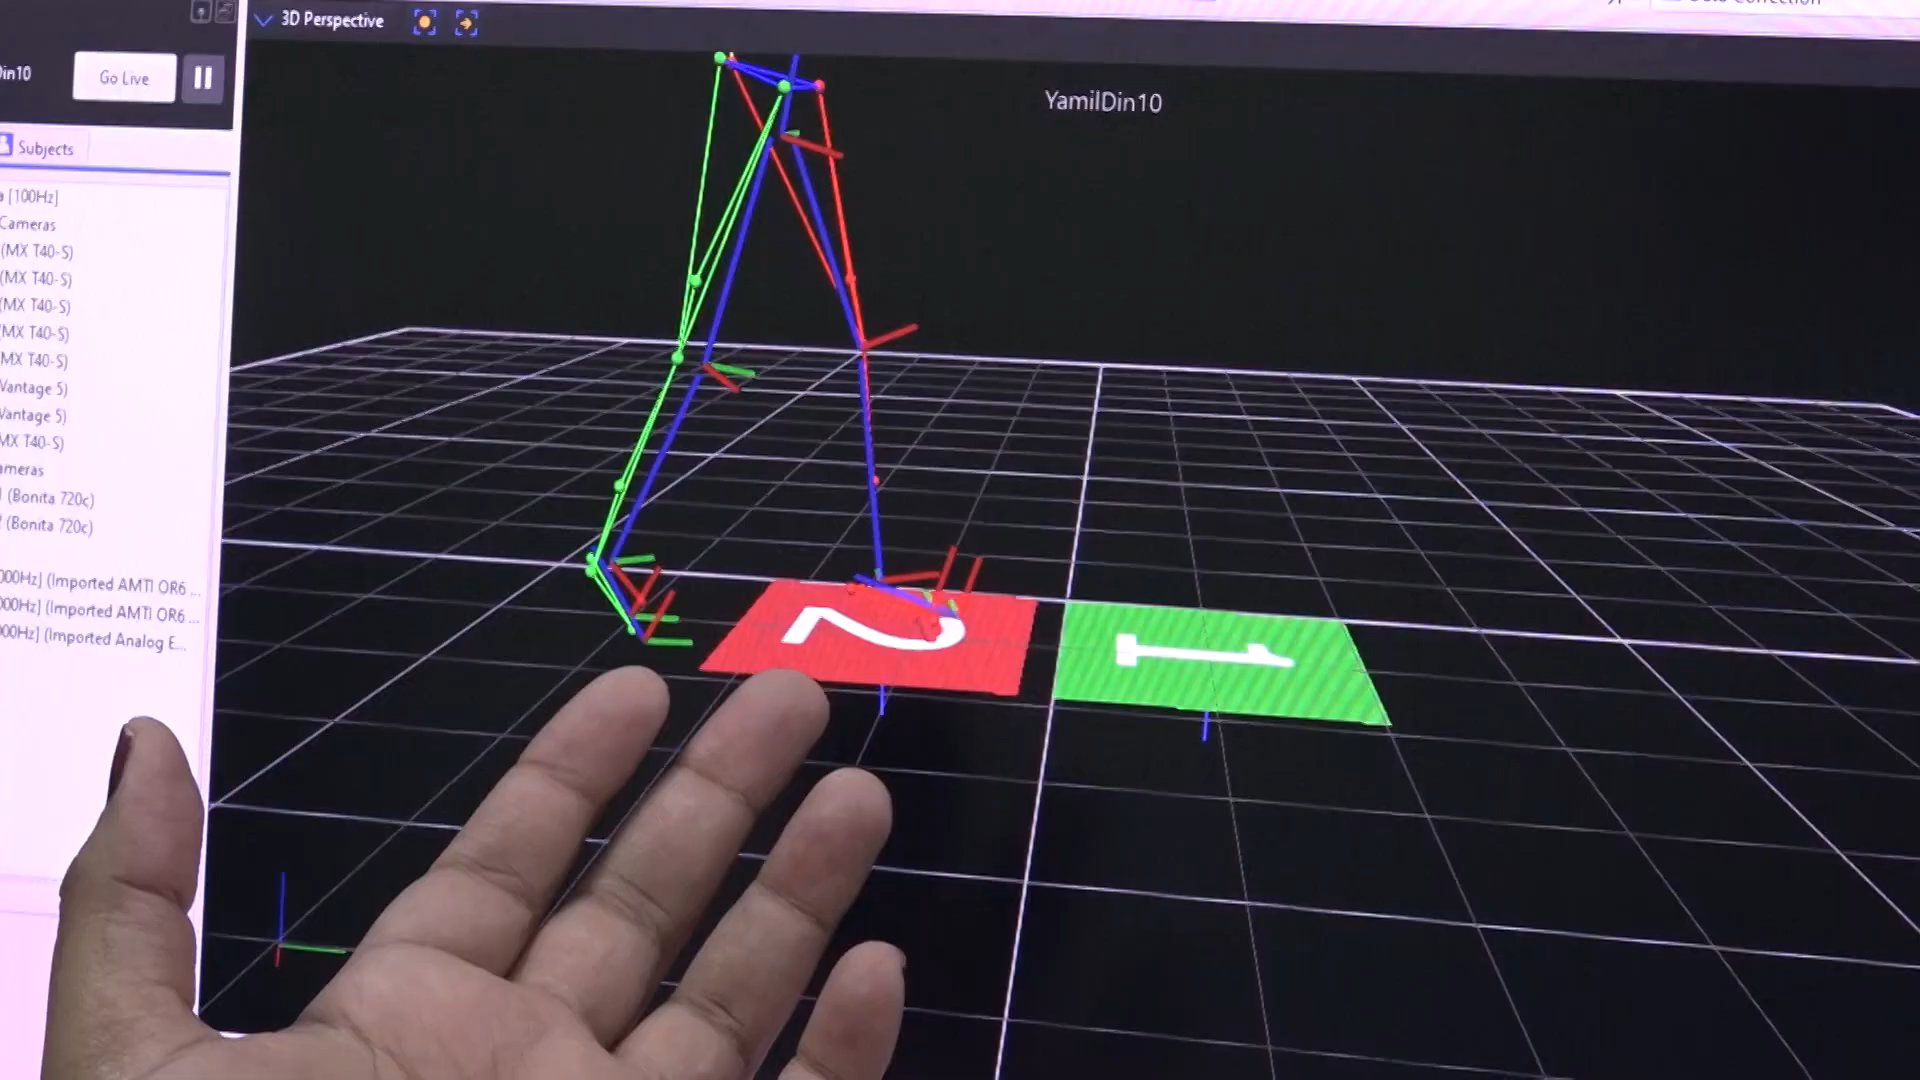 3D Perspective
in10
Go Live
YamilDin10
Subjects
[100Hz]
Cameras
(MX T40-S)
(MX T40-S)
(MX T40-S)
(MX T40-S)
MX T40-S)
Vantage 5)
Vantage 5)
MX T40-S)
ameras
(Bonita 720c)
(Bonita 720c)
000Hz] (Imported AMTI OR6 ...
000Hz] (Imported AMTI OR6 ...
00Hz] (Imported Analog E...
2
1